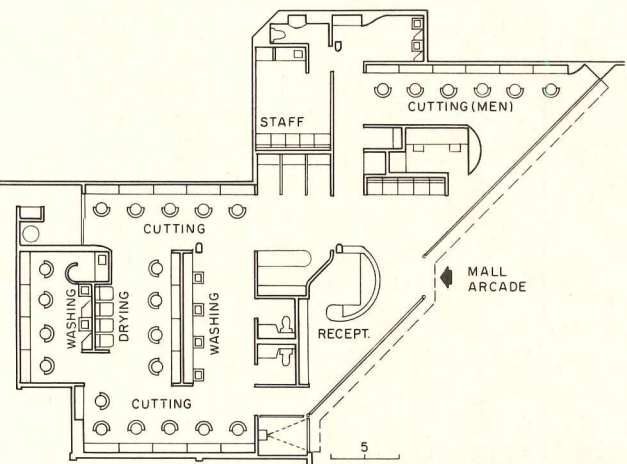 STAFF
CUTTING (MEN)
CUTTING
MALL
ARCADE
WASHING
DRYING
WASHING
RECEPT.
CUTTING
5